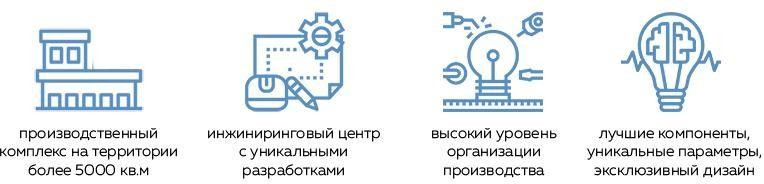 производственный
комплекс на территории
более 5000 кв.м
инжиниринговый центр
с уникальными
разработками
высокий уровень
организации
производства
лучшие компоненты,
уникальные параметры,
эксклюзивный дизайн